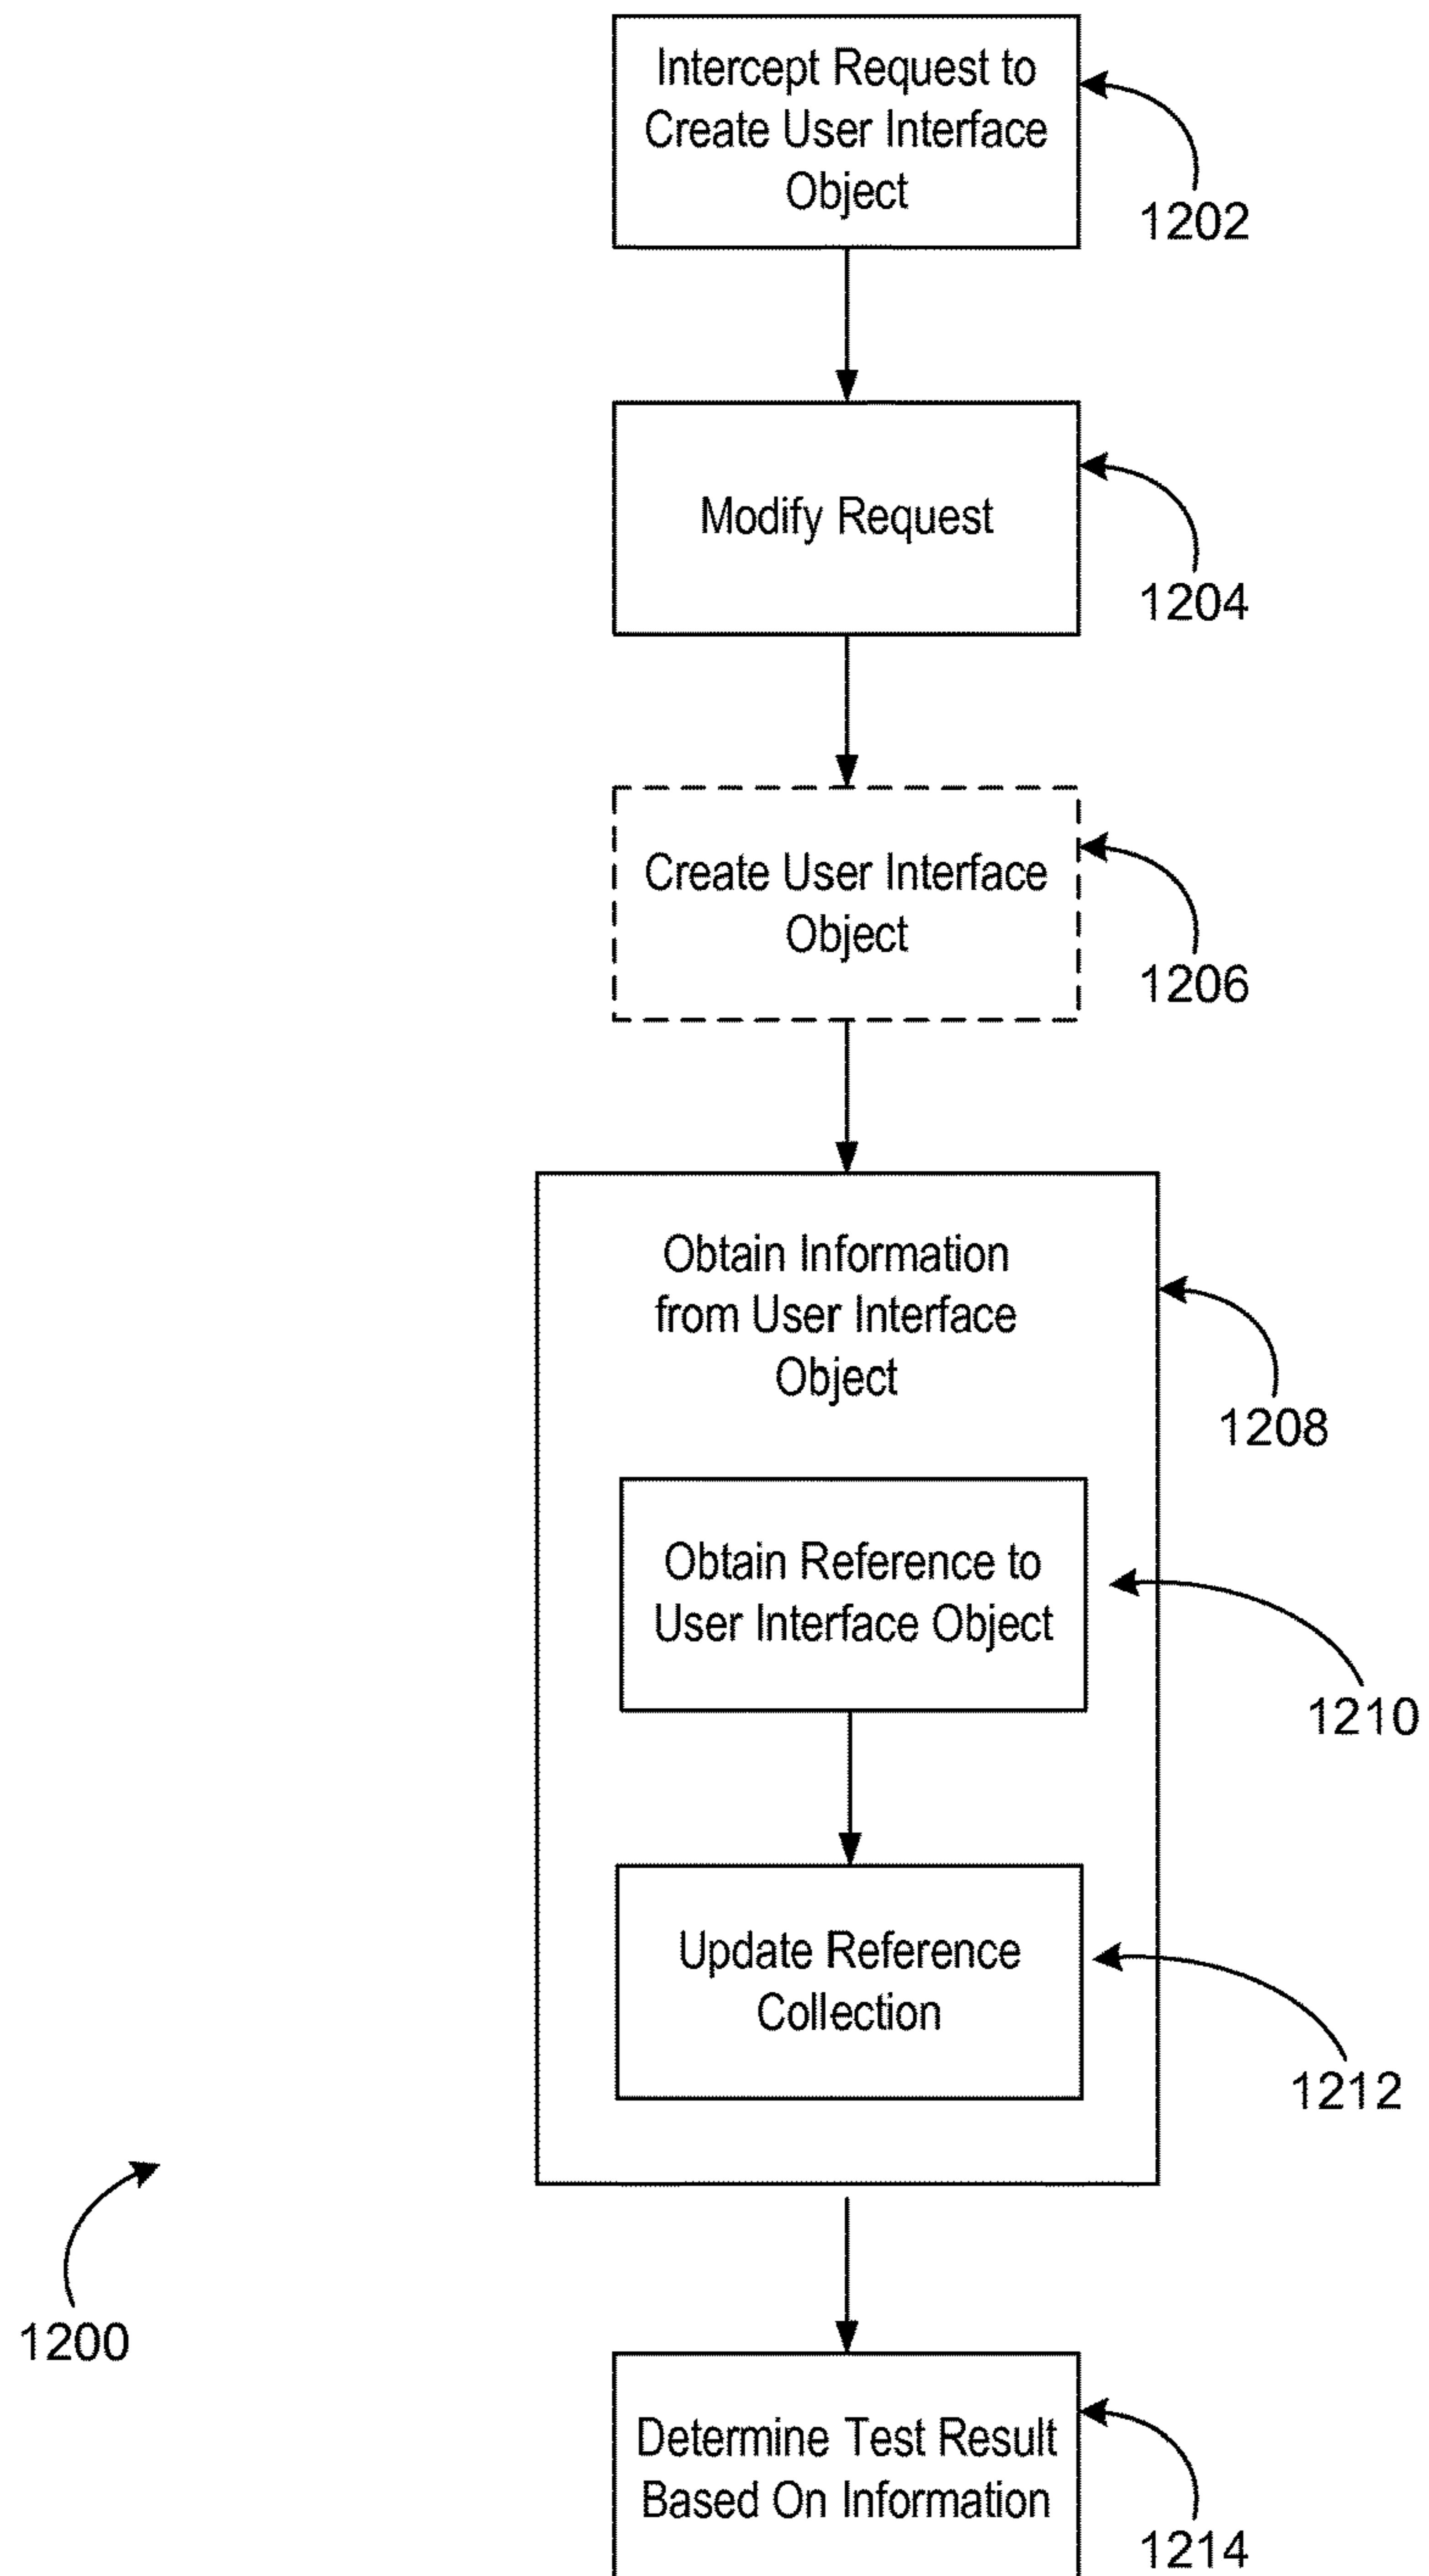 Intercept Request to
Create User Interface
Object
1202
Modify Request
1204
Create User Interface
Object
1206
Obtain Information
from User Interface
Object
1208
Obtain Reference to
User Interface Object
1210
Update Reference
Collection
1212
1200
Determine Test Result
Based On Information
1214